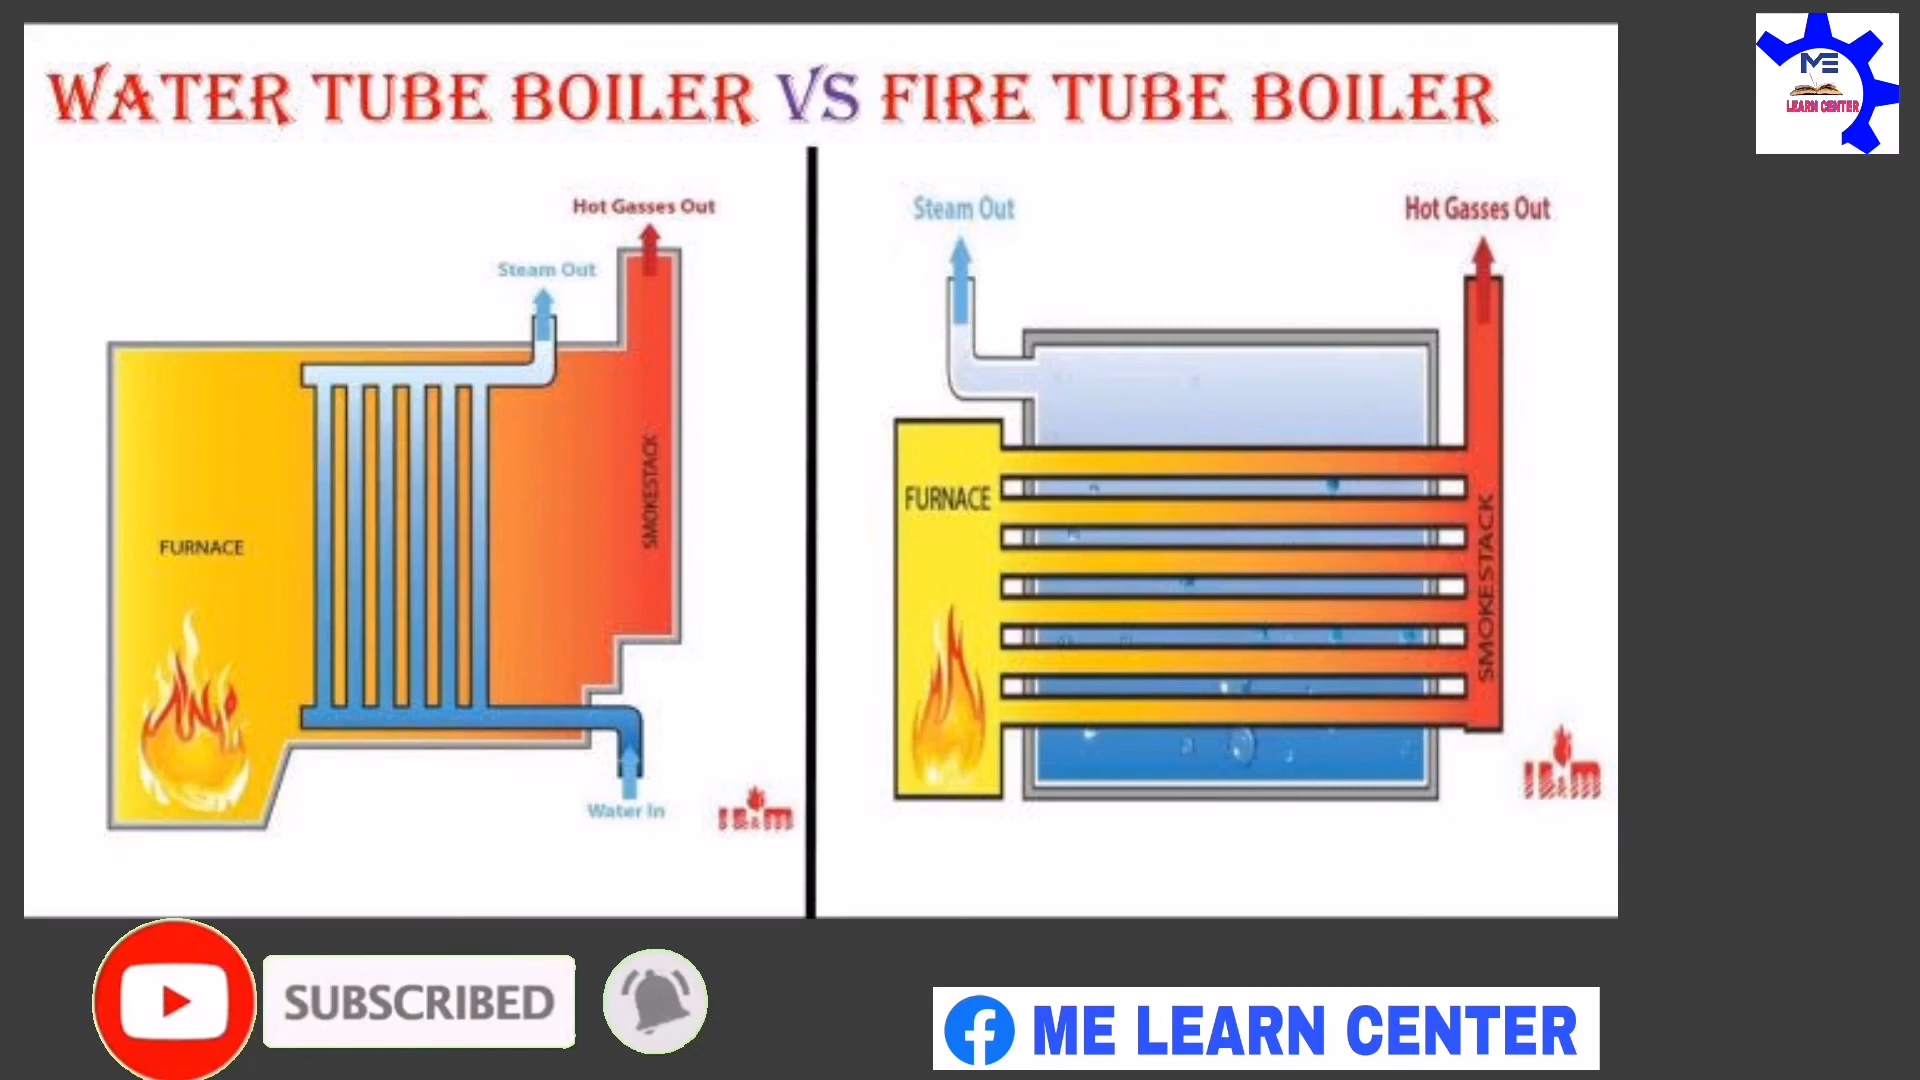 WATER TUBE BOILER VS FIRE TUBE BOILER
ME
LEARN CENTER
Hot Gasses Out
Steam Out
SMOKESTACK
FURNACE
Water In
Steam Out
Hot Gasses Out
FURNACE
SMOKESTACK
SUBSCRIBED
ME LEARN CENTER